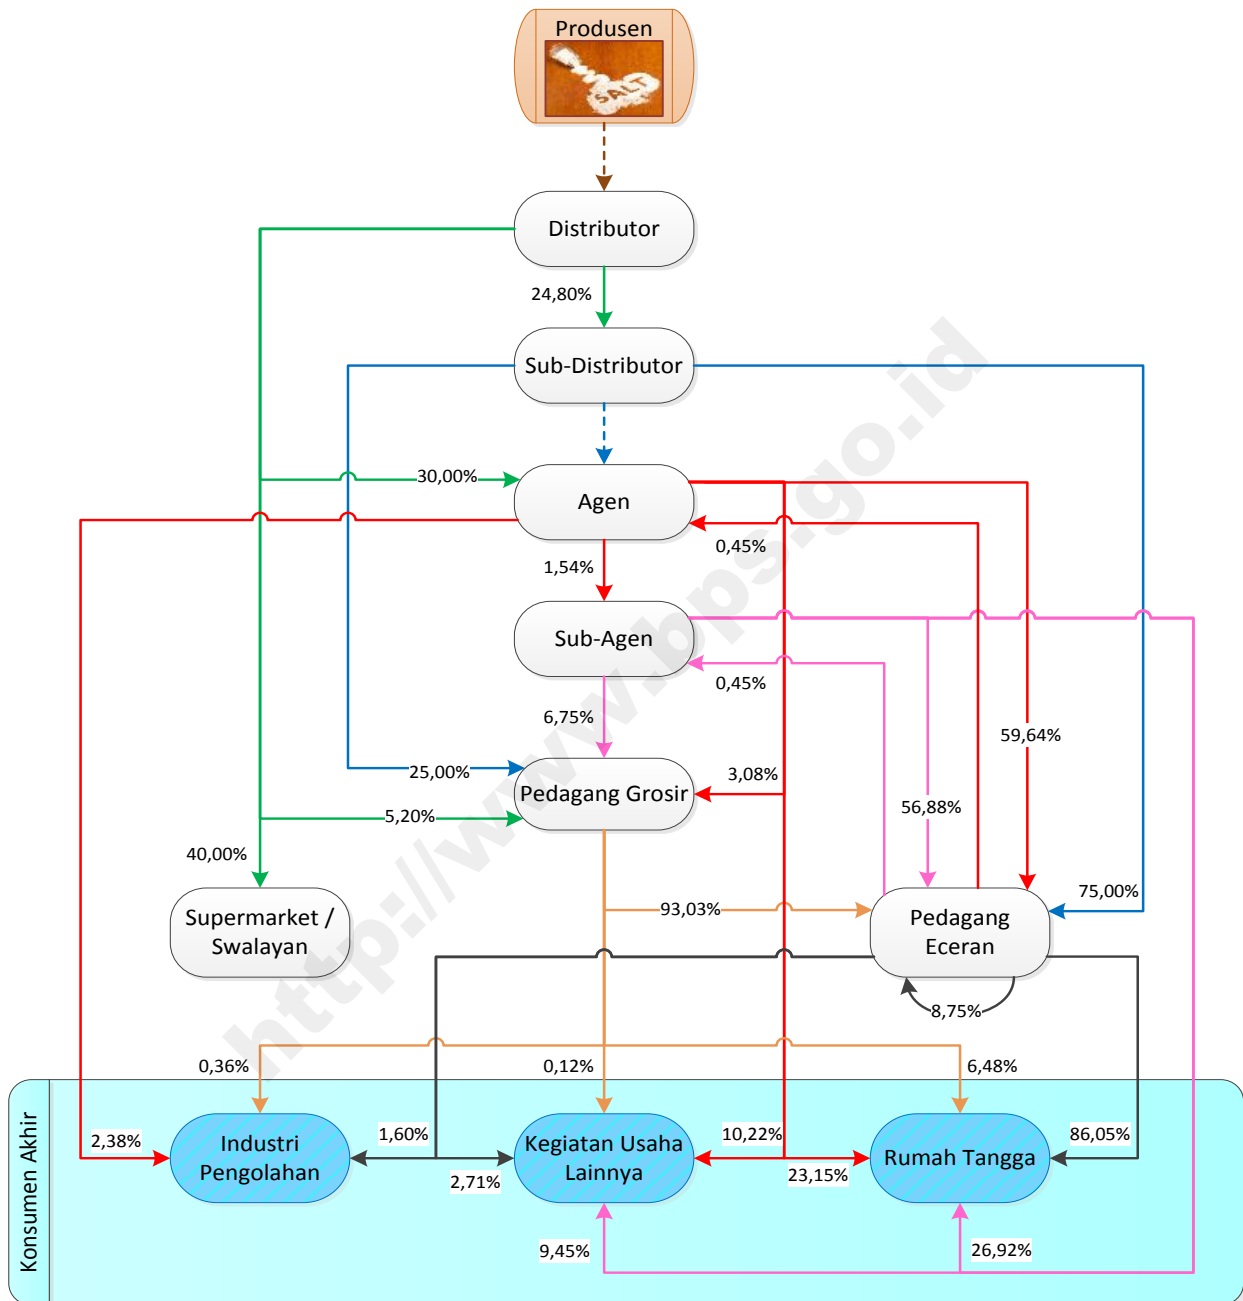 Produsen
SALT
Distributor
24,80%
Sub-Distributor
30,00%
Agen
0,45%
1,54%
Sub-Agen
0,45%
6,75%
59,64%
25,00%
Pedagang Grosir
3,08%
5,20%
56,88%
40,00%
75,00%
Supermarket /
Swalayan
93,03%
Pedagang
Eceran
8,75%
0,36%
0,12%
6,48%
Konsumen Akhir
2,38%
Industri
Pengolahan
1,60%
2,71%
Kegiatan Usaha
Lainnya
10,22%
23,15%
Rumah Tangga
86,05%
9,45%
26,92%
http://www.bps.go.id